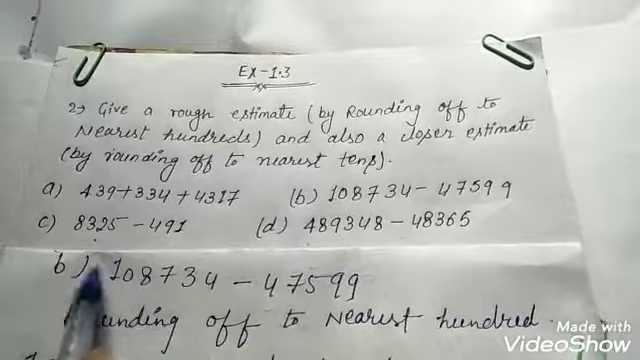 Ex-1.3
2→ Give a rough estimate (by Rounding off to
Nearest hundreds) and also a closer estimate
(by rounding off to nearest tens).
a) 439+334+4317 (b) 108734-47599
c) 8325-491 (d) 489348-48365
b) 108734-47599
unding off to Nearest hundred
Made with
VideoShow